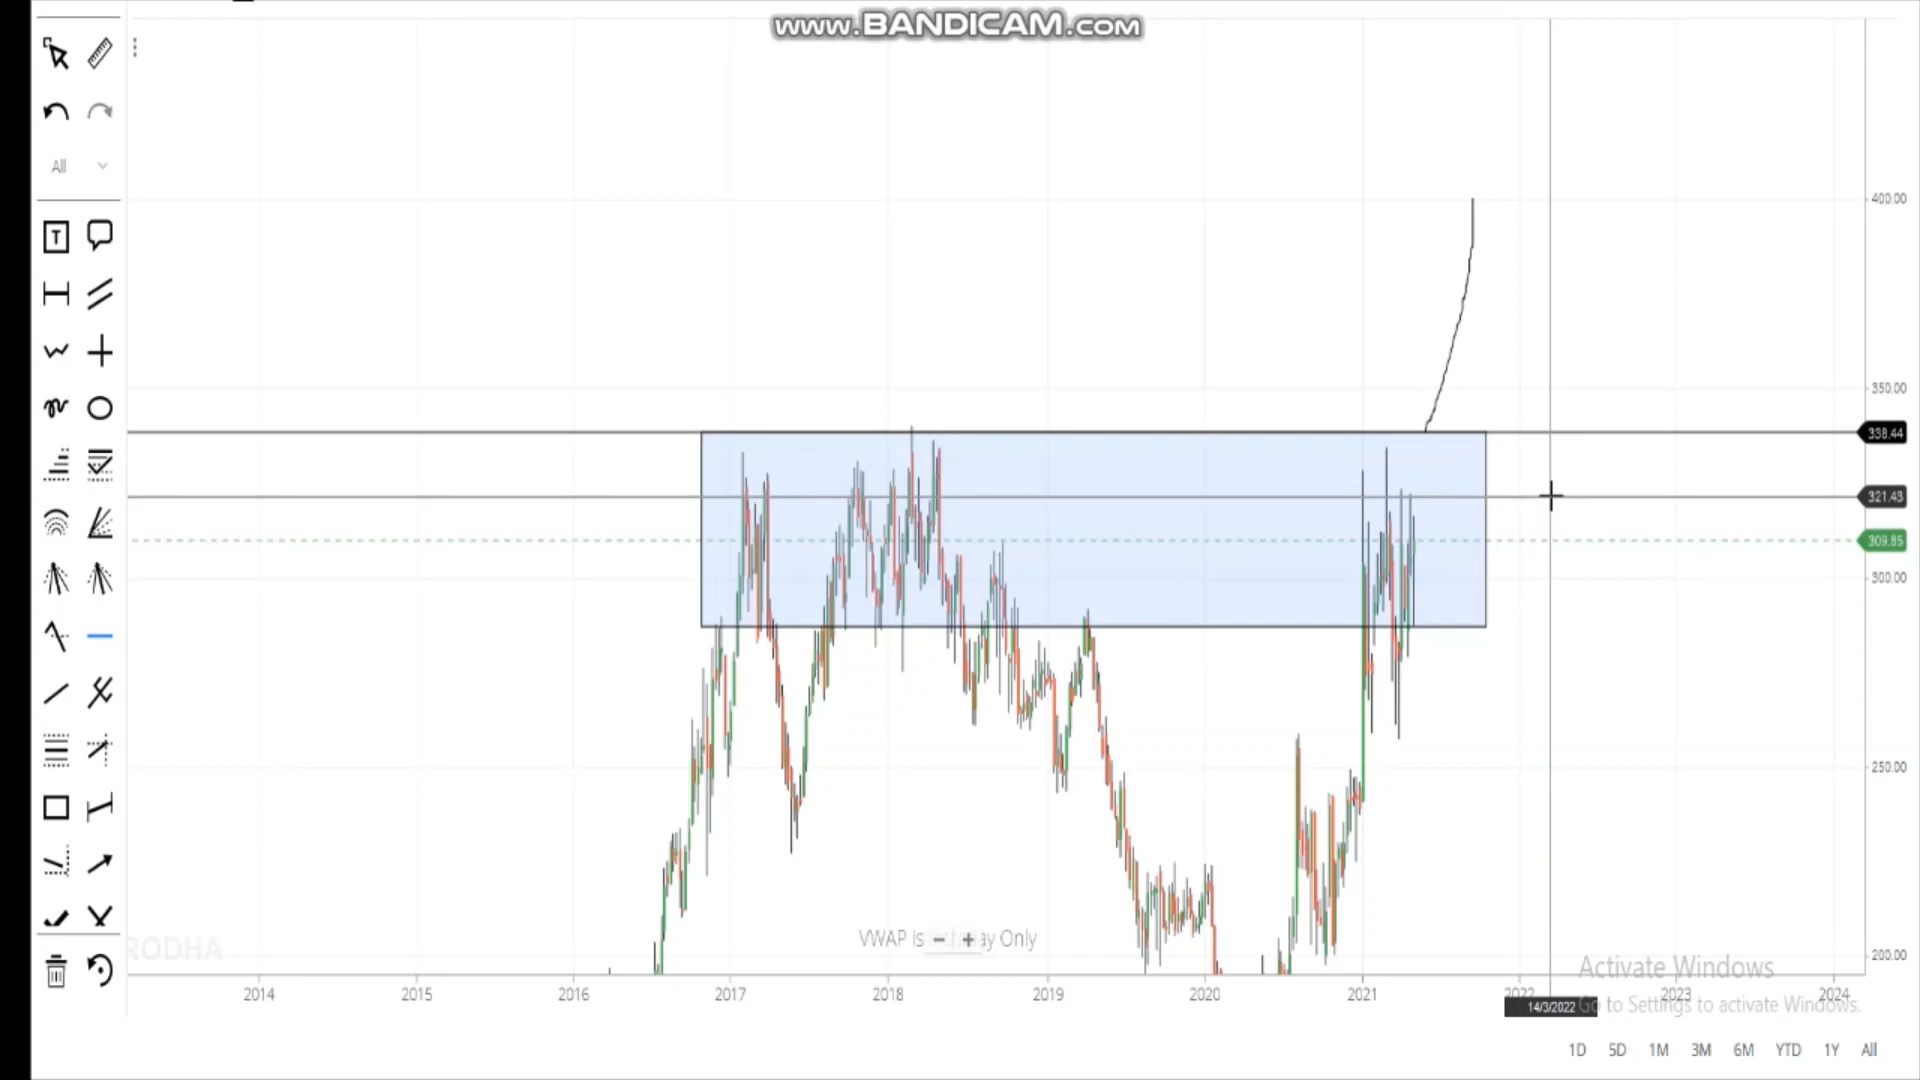 www.BANDICAM.com
All
T
400.00
350.00
338.44
321.43
309.85
300.00
250.00
200.00
VWAP is
ay Only
RODHA
Activate Windows
Go to Settings to activate Windows.
2014 2015 2016 2017 2018 2019 2020 2021 2022 2023 2024
14/3/2022
1D 5D 1M 3M 6M YTD 1Y All